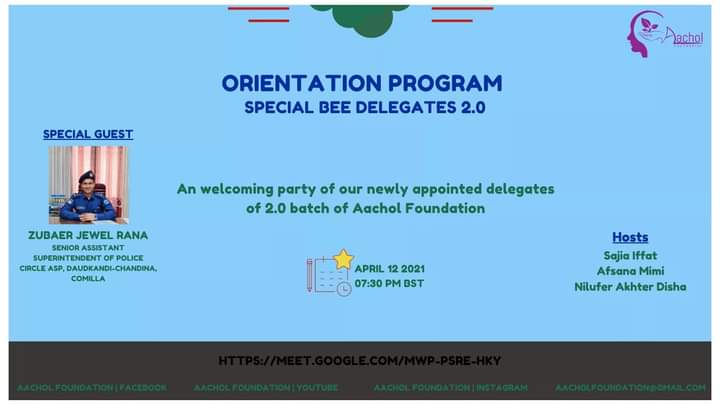 Aachol
ORIENTATION PROGRAM
SPECIAL BEE DELEGATES 2.0
SPECIAL GUEST
ZUBAER JEWEL RANA
SENIOR ASSISTANT
SUPERINTENDENT OF POLICE
CIRCLE ASP, DAUDKANDI-CHANDINA,
COMILLA
An welcoming party of our newly appointed delegates
of 2.0 batch of Aachol Foundation
APRIL 12 2021
07:30 PM BST
Hosts
Sajia Iffat
Afsana Mimi
Nilufer Akhter Disha
HTTPS://MEET.GOOGLE.COM/MWP-PSRE-HKY
AACHOL FOUNDATION | FACEBOOK AACHOL FOUNDATION | YOUTUBE AACHOL FOUNDATION | INSTAGRAM AACHOLFOUNDATION@GMAIL.COM